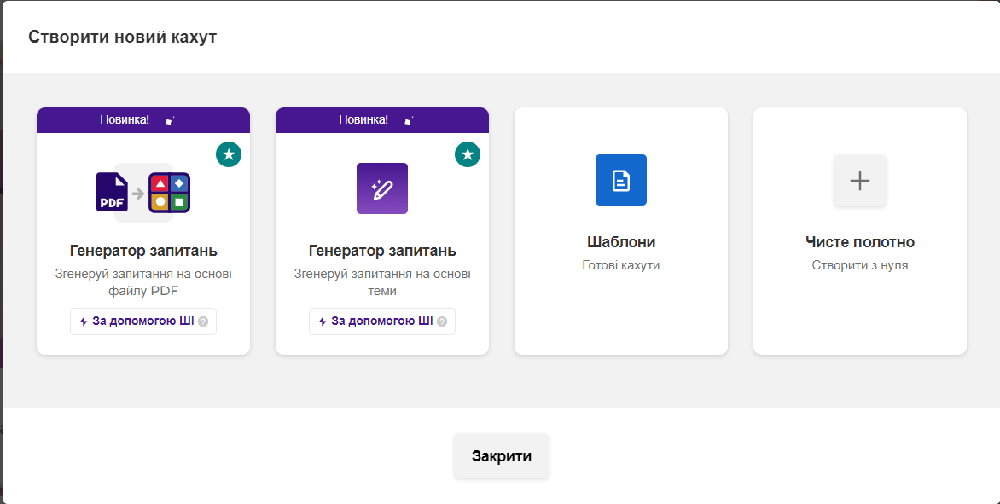 Створити новий кахут
Новинка!
PDF
Генератор запитань
Згенеруй запитання на основі
файлу PDF
За допомогою ШІ ?
Новинка!
Генератор запитань
Згенеруй запитання на основі
теми
За допомогою ШІ ?
Шаблони
Готові кахути
Чисте полотно
Створити з нуля
Закрити